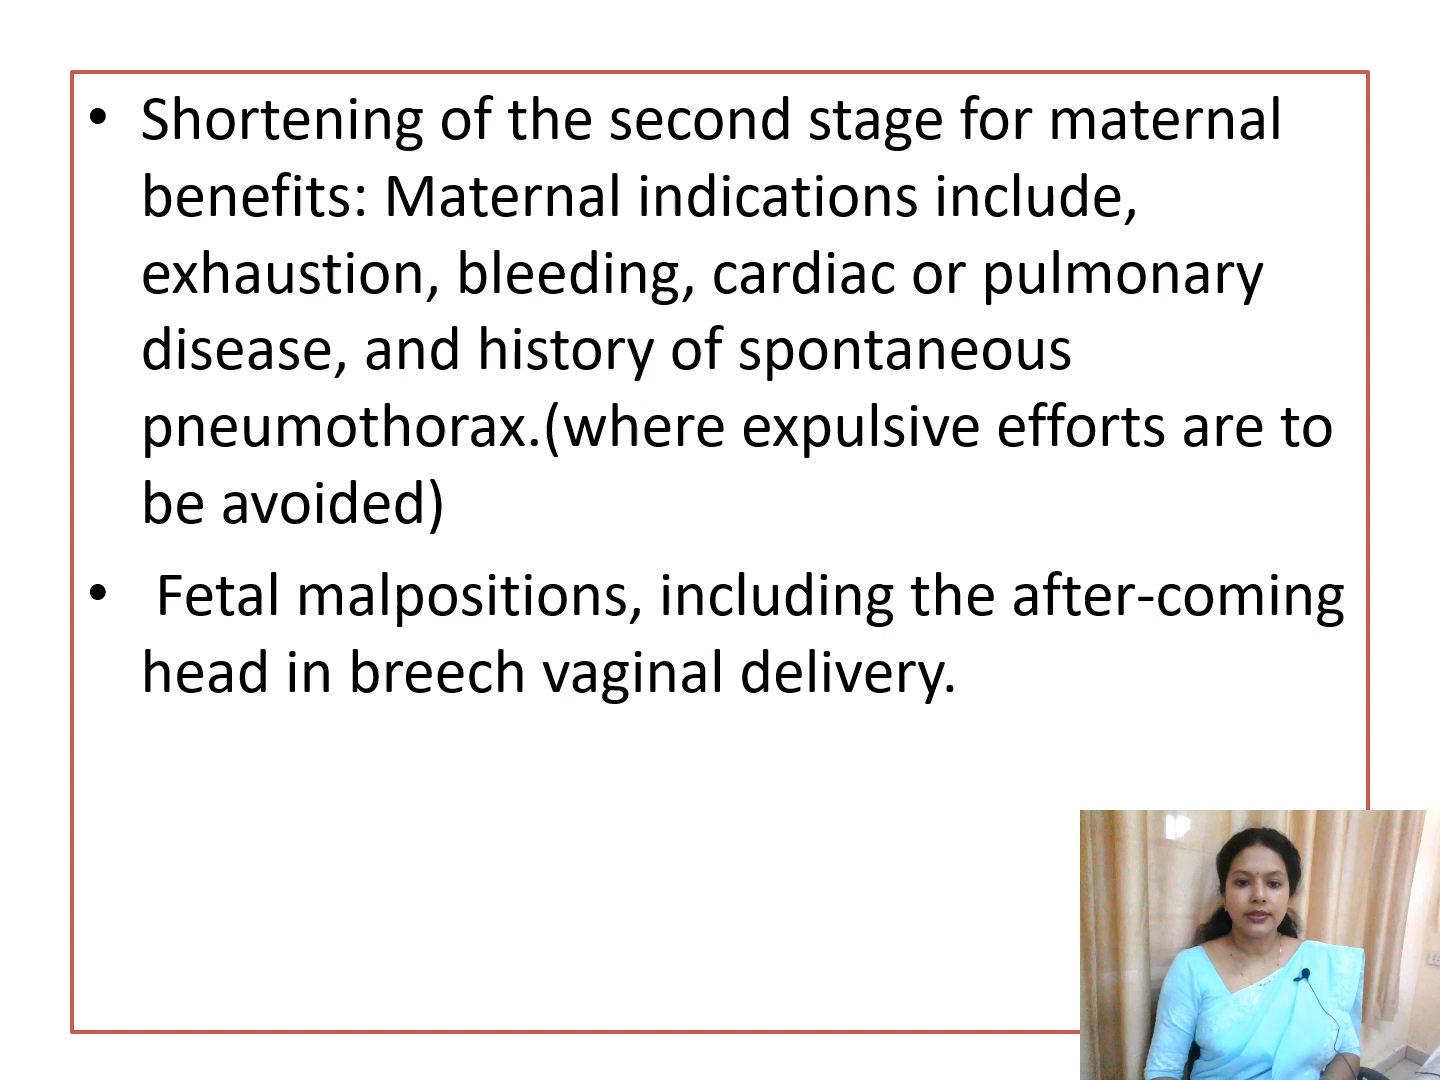 • Shortening of the second stage for maternal
benefits: Maternal indications include,
exhaustion, bleeding, cardiac or pulmonary
disease, and history of spontaneous
pneumothorax.(where expulsive efforts are to
be avoided)
• Fetal malpositions, including the after-coming
head in breech vaginal delivery.